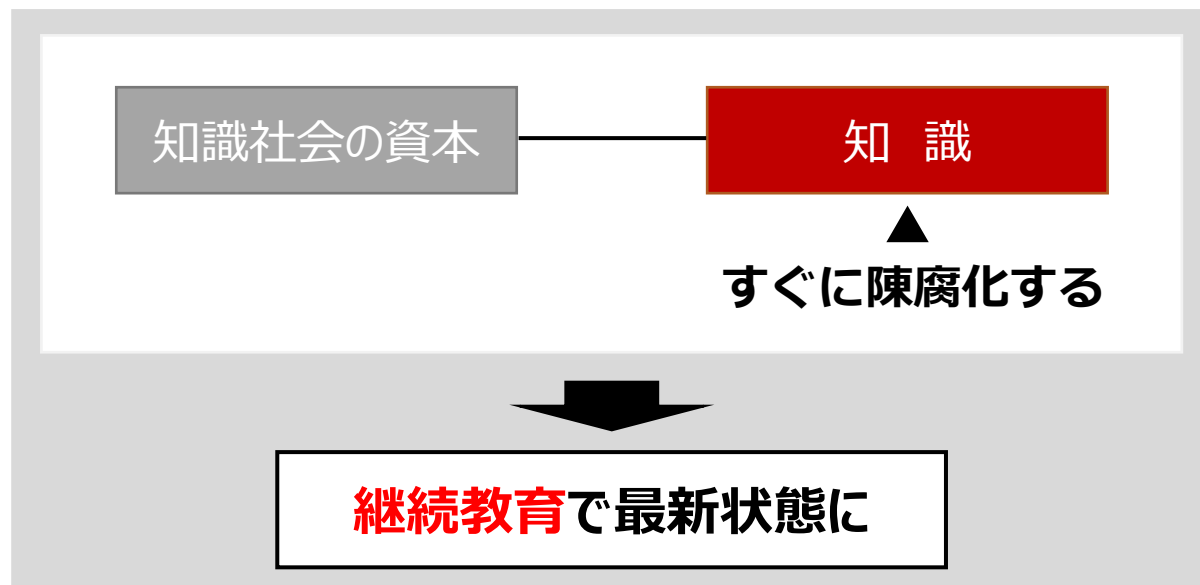 知識社会の資本
知 識
すぐに陳腐化する
継続教育で最新状態に